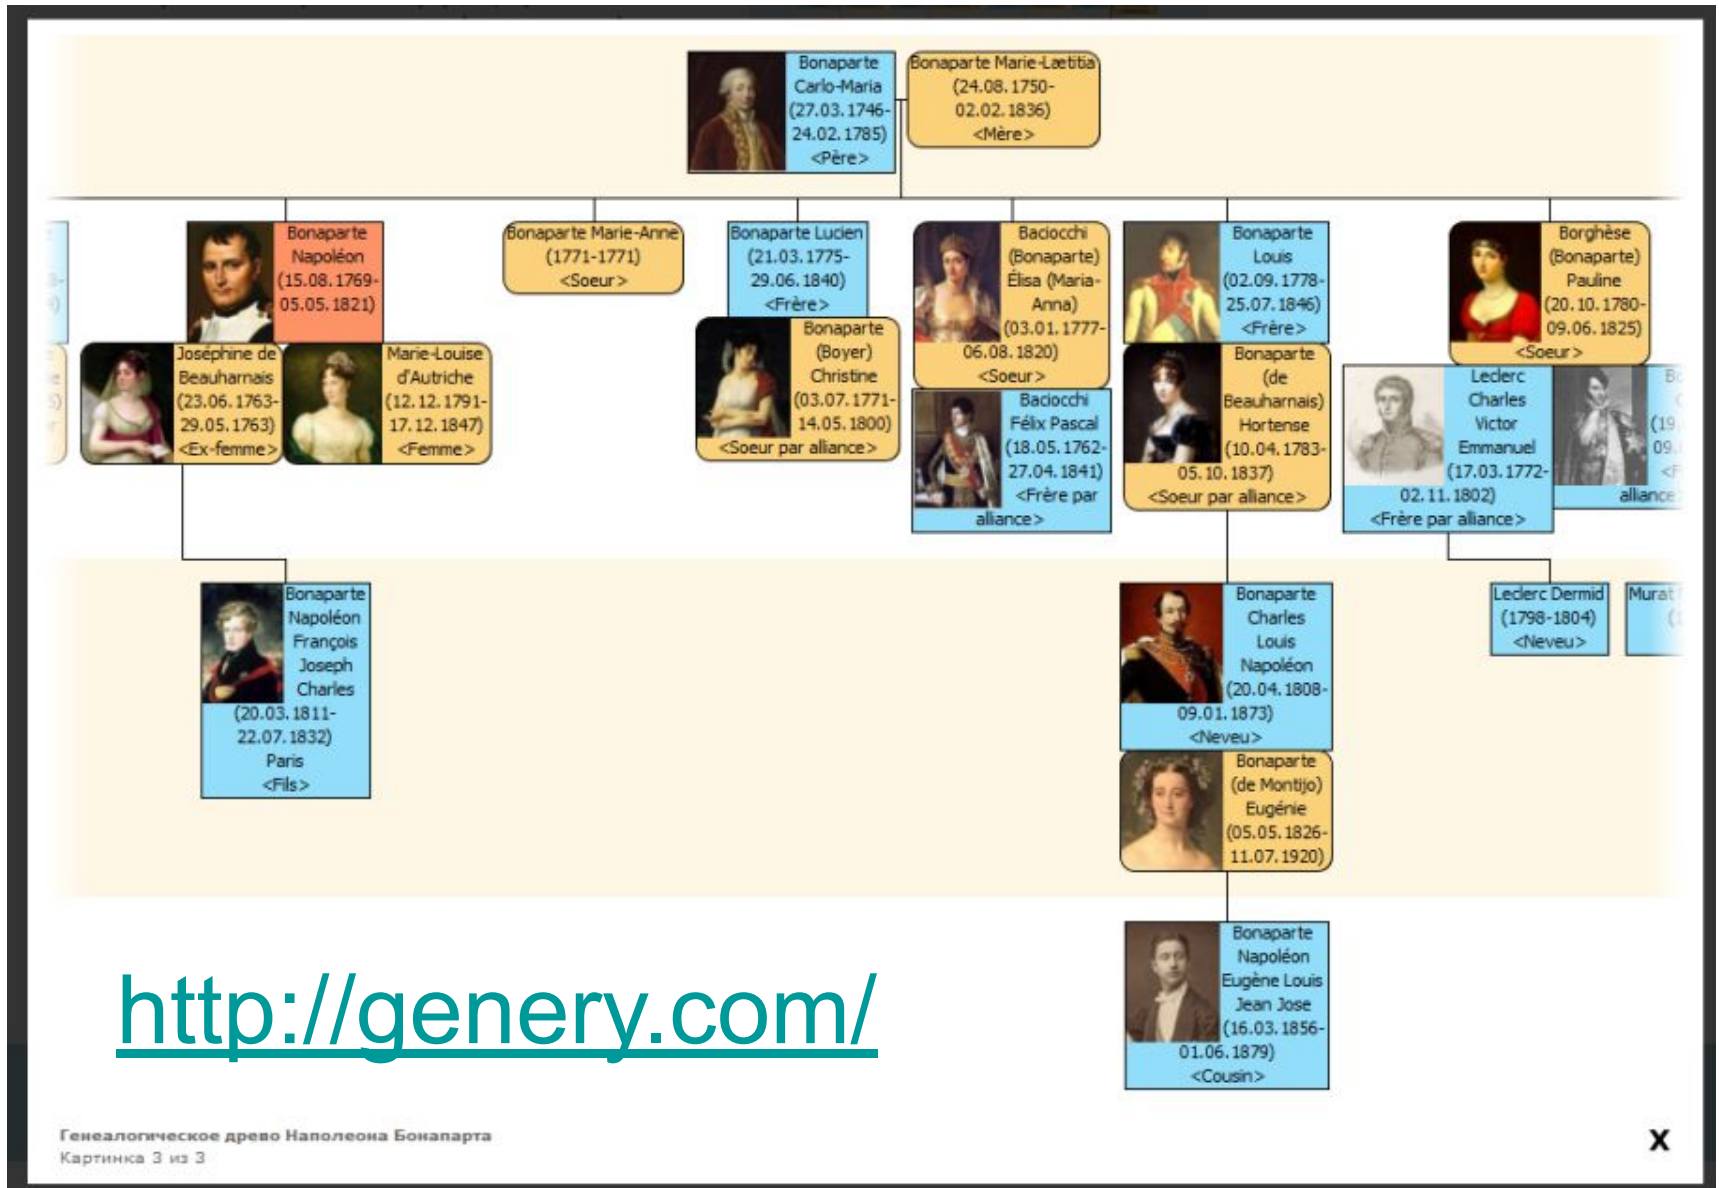 Bonaparte
Carlo-Maria
(27.03.1746-
24.02.1785)
<Père>
Bonaparte Marie-Lætitia
(24.08.1750-
02.02.1836)
<Mère>
Bonaparte
Napoléon
(15.08.1769-
05.05.1821)
Joséphine de
Beauharnais
(23.06.1763-
29.05.1763)
<Ex-femme>
Marie-Louise
d'Autriche
(12.12.1791-
17.12.1847)
<Femme>
Bonaparte Marie-Anne
(1771-1771)
<Soeur>
Bonaparte Lucien
(21.03.1775-
29.06.1840)
<Frère>
Bonaparte
(Boyer)
Christine
(03.07.1771-
14.05.1800)
<Soeur par alliance>
Baciocchi
(Bonaparte)
Élisa (Maria-
Anna)
(03.01.1777-
06.08.1820)
<Soeur>
Baciocchi
Félix Pascal
(18.05.1762-
27.04.1841)
<Frère par
alliance>
Bonaparte
Louis
(02.09.1778-
25.07.1846)
<Frère>
Bonaparte
(de
Beauharnais)
Hortense
(10.04.1783-
05.10.1837)
<Soeur par alliance>
Borghèse
(Bonaparte)
Pauline
(20.10.1780-
09.06.1825)
<Soeur>
Leclerc
Charles
Victor
Emmanuel
(17.03.1772-
02.11.1802)
<Frère par alliance>
alliance>
Bonaparte
Napoléon
François
Joseph
Charles
(20.03.1811-
22.07.1832)
Paris
<Fils>
Bonaparte
Charles
Louis
Napoléon
(20.04.1808-
09.01.1873)
<Neveu>
Bonaparte
(de Montijo)
Eugénie
(05.05.1826-
11.07.1920)
Leclerc Dermid
(1798-1804)
<Neveu>
Murat
Bonaparte
Napoléon
Eugène Louis
Jean Jose
(16.03.1856-
01.06.1879)
<Cousin>
http://genery.com/
Генеалогическое древо Наполеона Бонапарта
Картинка 3 из 3
X